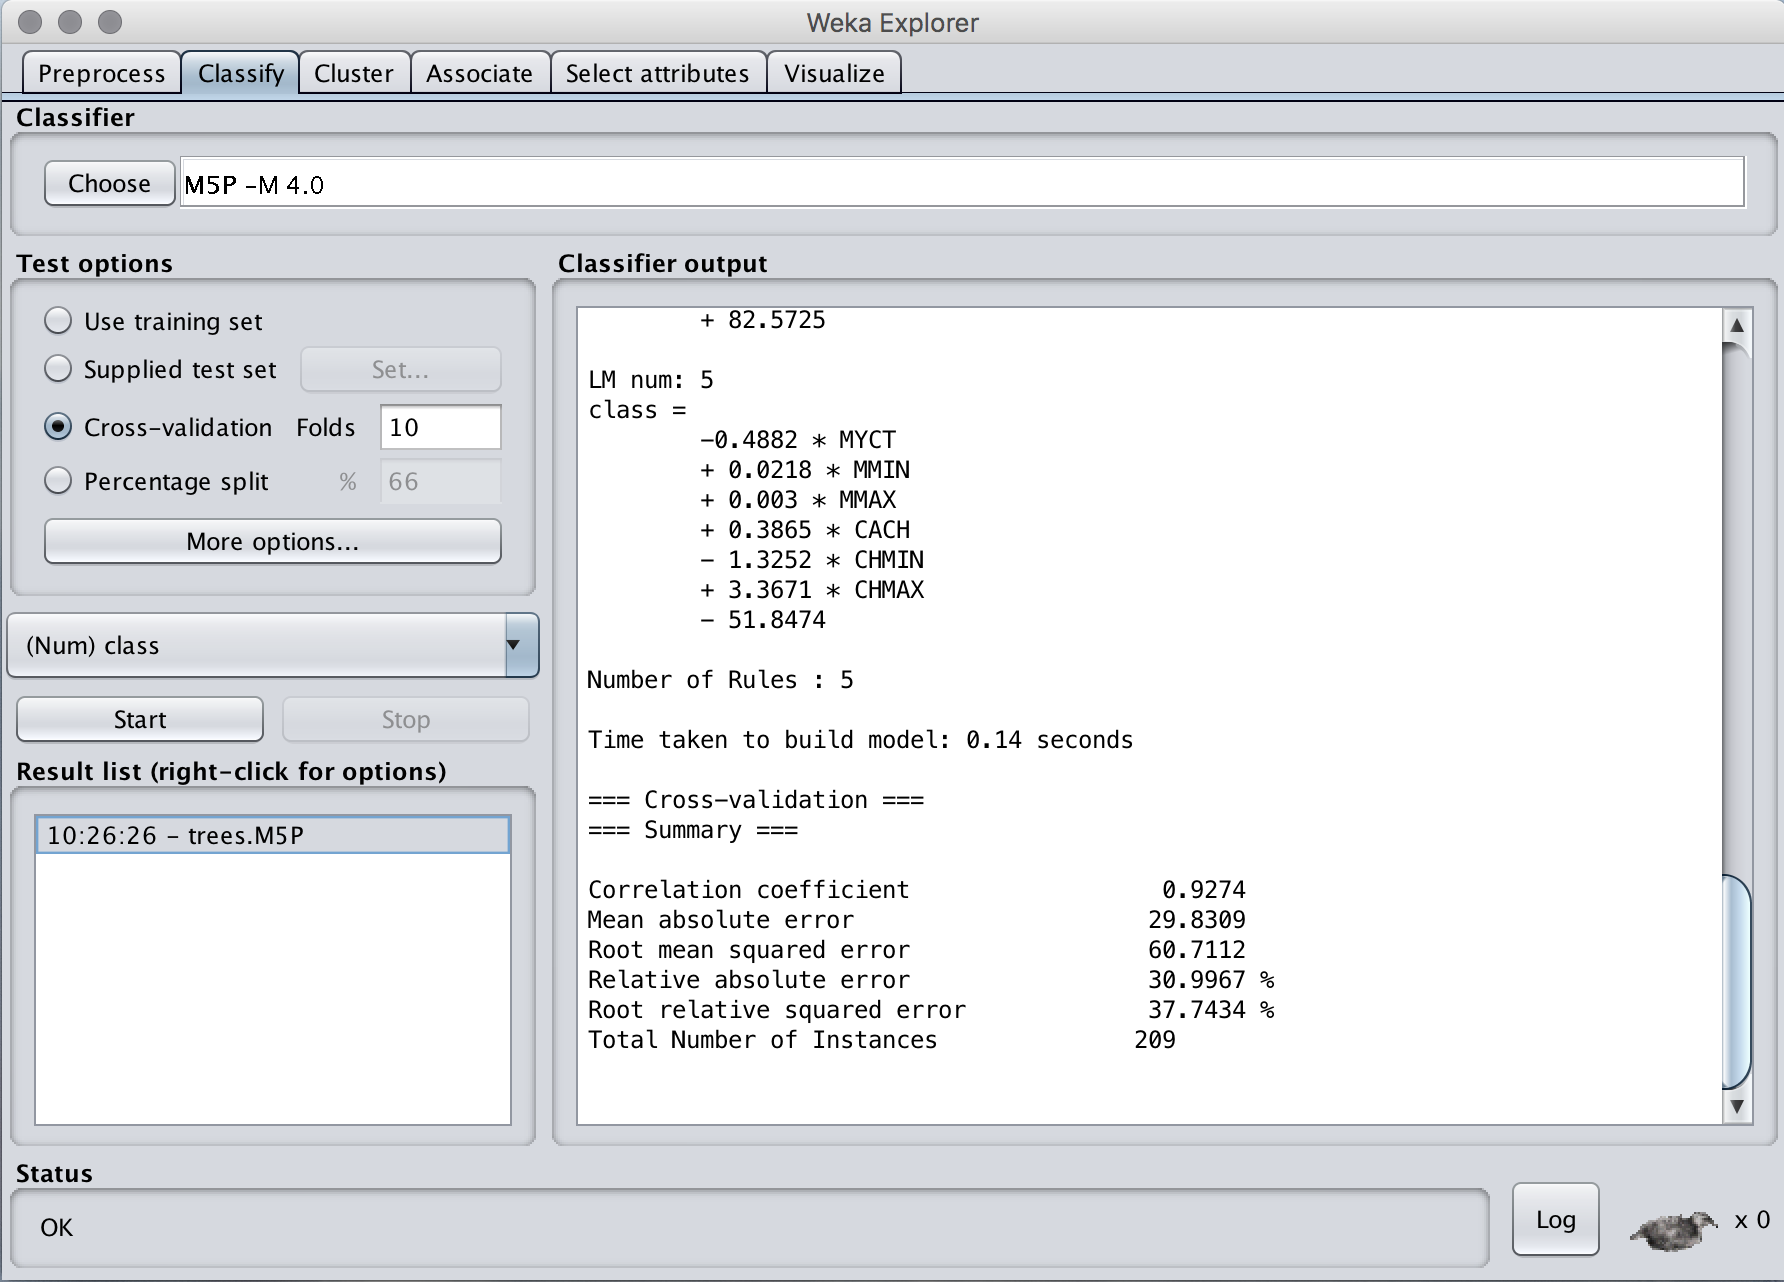 Weka Explorer
Preprocess Classify Cluster Associate Select attributes Visualize
Classifier
Choose M5P -M 4.0
Test options
Use training set
Supplied test set Set...
Cross-validation Folds 10
Percentage split % 66
More options...
(Num) class
Start Stop
Result list (right-click for options)
10:26:26 - trees.M5P
Classifier output
+ 82.5725
LM num: 5
class =
-0.4882 * MYCT
+ 0.0218 * MMIN
+ 0.003 * MMAX
+ 0.3865 * CACH
- 1.3252 * CHMIN
+ 3.3671 * CHMAX
- 51.8474
Number of Rules : 5
Time taken to build model: 0.14 seconds
=== Cross-validation ===
=== Summary ===
Correlation coefficient 0.9274
Mean absolute error 29.8309
Root mean squared error 60.7112
Relative absolute error 30.9967 %
Root relative squared error 37.7434 %
Total Number of Instances 209
Status
OK
Log x 0